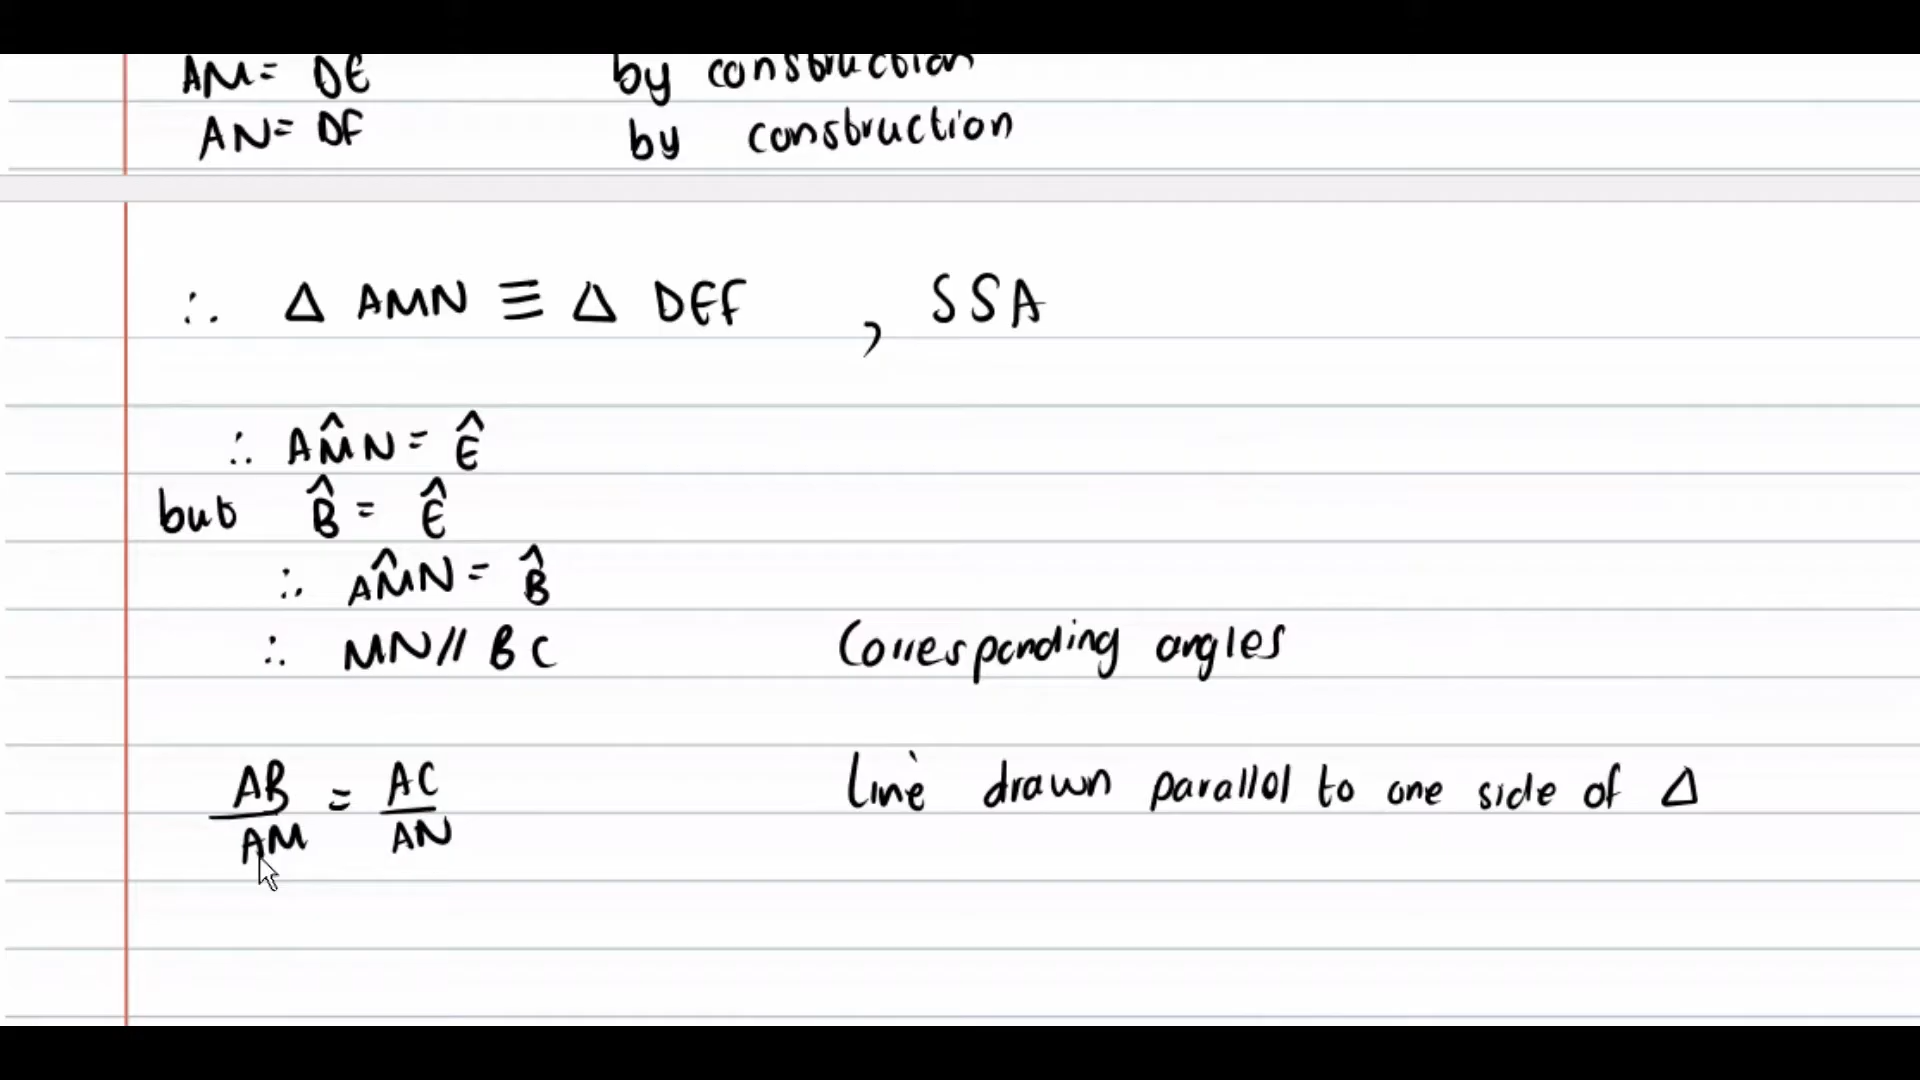 AM = DE by construction
AN = DF by construction
∴ Δ AMN ≡ Δ DEF , SSA
∴ AM̂N = Ê
but B̂ = Ê
∴ AM̂N = B̂
∴ MN // BC Corresponding angles
AB/AM = AC/AN Line drawn parallel to one side of Δ